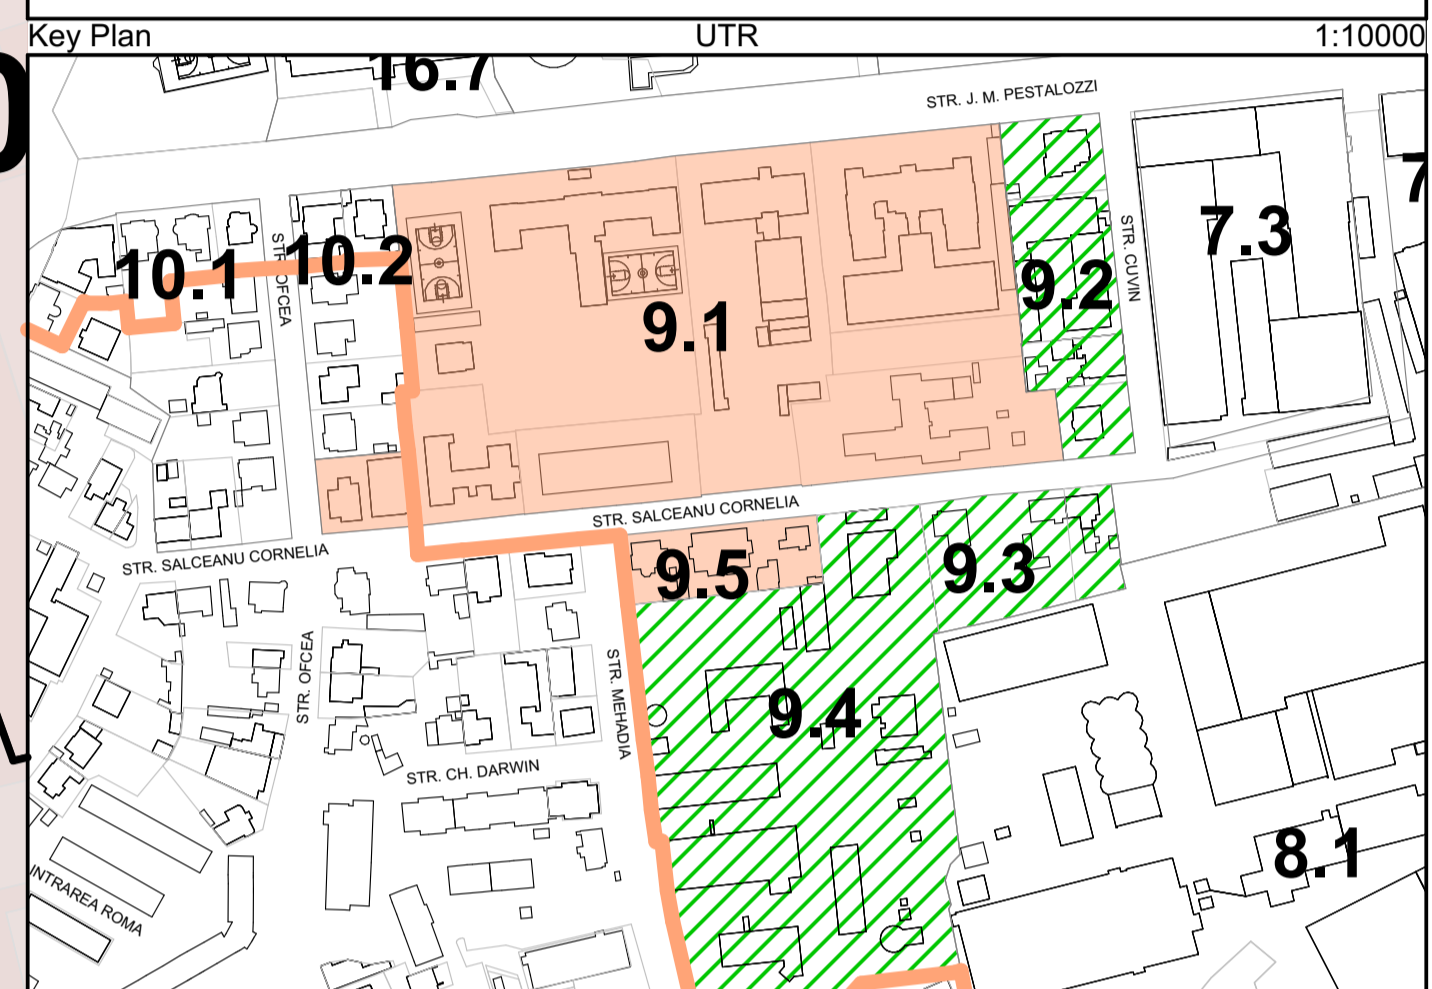 Key Plan UTR 1:10000
16.7
STR. J. M. PESTALOZZI
10.1
STR. OFCEA
10.2
9.1
9.2
STR. CUVIN
7.3
7
STR. SALCEANU CORNELIA
STR. SALCEANU CORNELIA
9.5
9.3
STR. OFCEA
STR. MEHADIA
9.4
STR. CH. DARWIN
8.1
INTRAREA ROMA